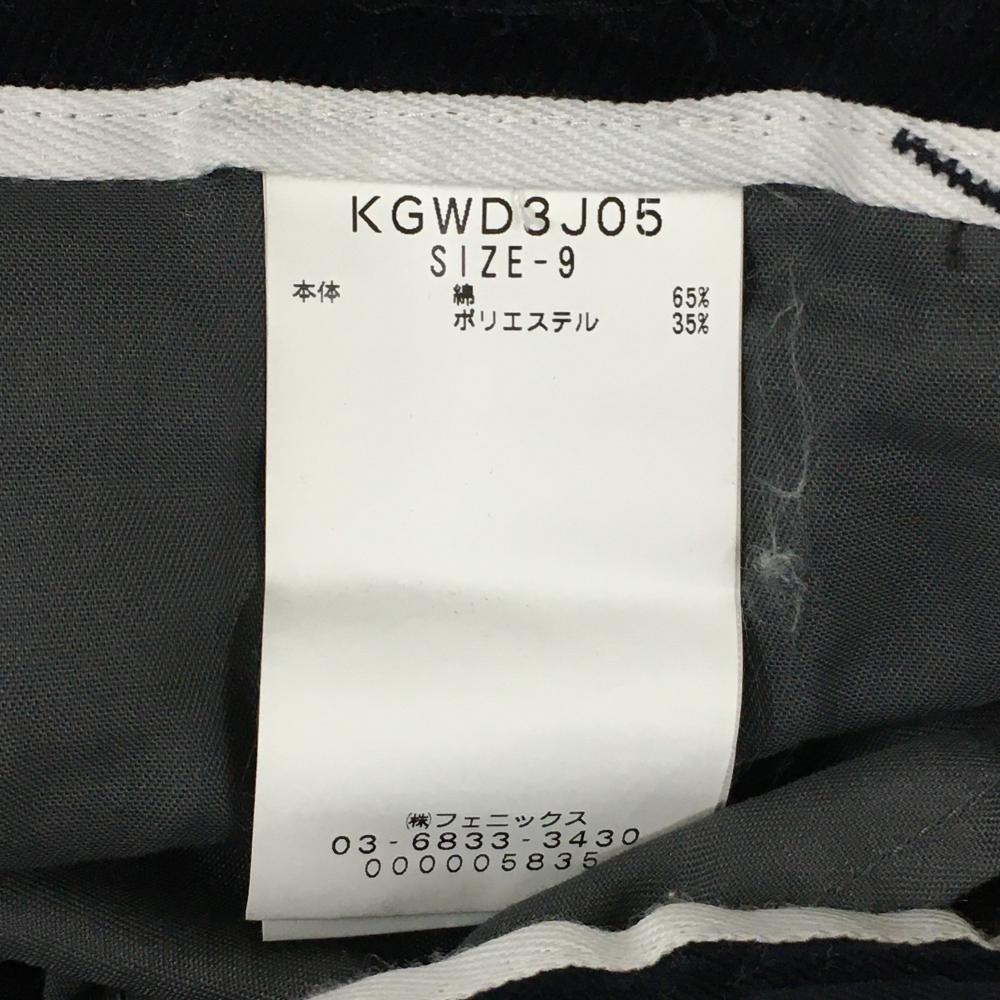 KGWD3J05
SIZE-9
本体 綿 65%
ポリエステル 35%
㈱フェニックス
03-6833-3430
000005835